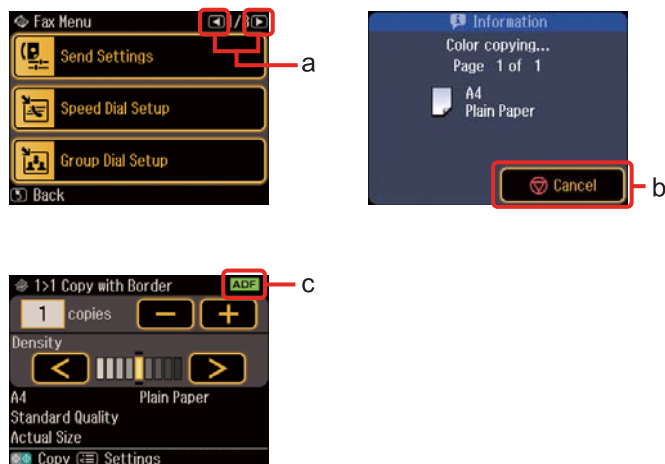 Fax Menu 1/3
a
Send Settings
Speed Dial Setup
Group Dial Setup
Back
Information
Color copying...
Page 1 of 1
A4
Plain Paper
Cancel
b
1>1 Copy with Border ADF
c
1 copies
Density
A4 Plain Paper
Standard Quality
Actual Size
Copy Settings